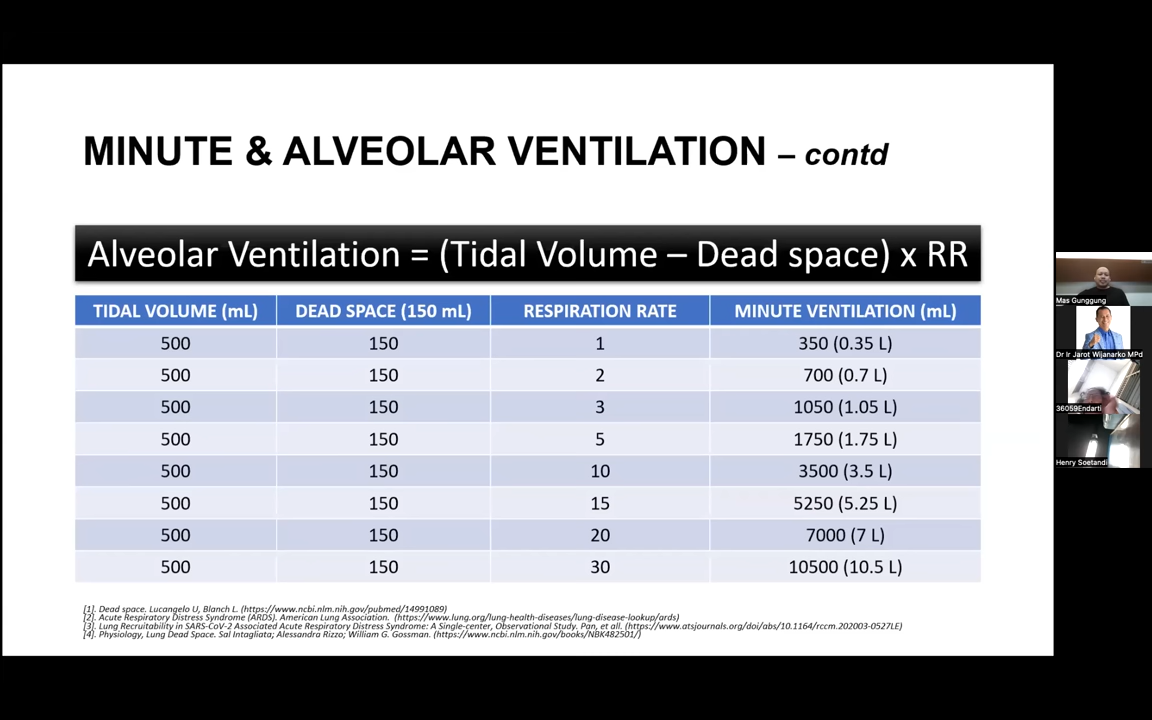 MINUTE & ALVEOLAR VENTILATION – contd
Alveolar Ventilation = (Tidal Volume – Dead space) x RR
TIDAL VOLUME (mL) DEAD SPACE (150 mL) RESPIRATION RATE MINUTE VENTILATION (mL)
500 150 1 350 (0.35 L)
500 150 2 700 (0.7 L)
500 150 3 1050 (1.05 L)
500 150 5 1750 (1.75 L)
500 150 10 3500 (3.5 L)
500 150 15 5250 (5.25 L)
500 150 20 7000 (7 L)
500 150 30 10500 (10.5 L)
[1]. Dead space. Lucangelo U, Blanch L. (https://www.ncbi.nlm.nih.gov/pubmed/14991089)
[2]. Acute Respiratory Distress Syndrome (ARDS). American Lung Association. (https://www.lung.org/lung-health-diseases/lung-disease-lookup/ards)
[3]. Lung Recruitability in SARS-CoV-2 Associated Acute Respiratory Distress Syndrome: A Single-center, Observational Study. Pan, et all. (https://www.atsjournals.org/doi/abs/10.1164/rccm.202003-0527LE)
[4]. Physiology, Lung Dead Space. Sal Intagliata; Alessandra Rizzo; William G. Gossman. (https://www.ncbi.nlm.nih.gov/books/NBK482501/)
Mas Gunggung
Dr Ir Jarot Wijanarko MPd
36059Endarti
Henry Soetandi